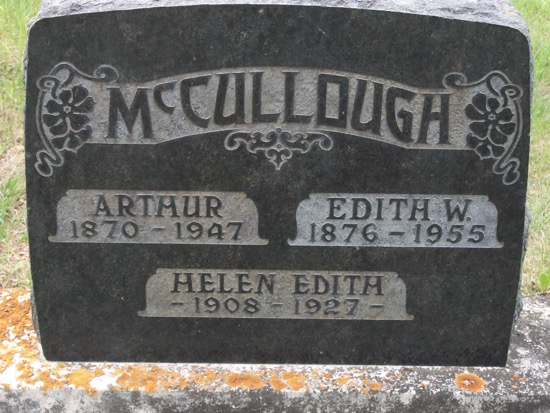 McCULLOUGH
ARTHUR
1870 - 1947
EDITH W.
1876 - 1955
HELEN EDITH
- 1908 - 1927 -